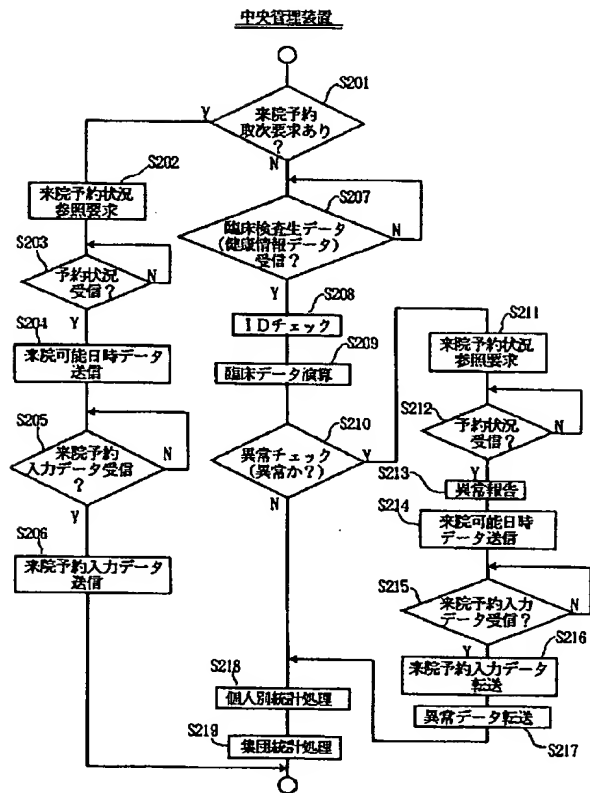 中央管理装置
S201
来院予約
取次要求あり
？
Y
N
S202
来院予約状況
参照要求
S203
予約状況
受信？
N
Y
S204
来院可能日時データ
送信
S205
来院予約
入力データ受信
？
N
Y
S206
来院予約入力データ
送信
S207
臨床検査生データ
(健康情報データ)
受信？
N
Y
S208
IDチェック
S209
臨床データ演算
S210
異常チェック
(異常か？)
Y
N
S211
来院予約状況
参照要求
S212
予約状況
受信？
N
Y
S213
異常報告
S214
来院可能日時
データ送信
S215
来院予約入力
データ受信？
N
Y
S216
来院予約入力データ
転送
異常データ転送
S217
S218
個人別統計処理
S219
集団統計処理